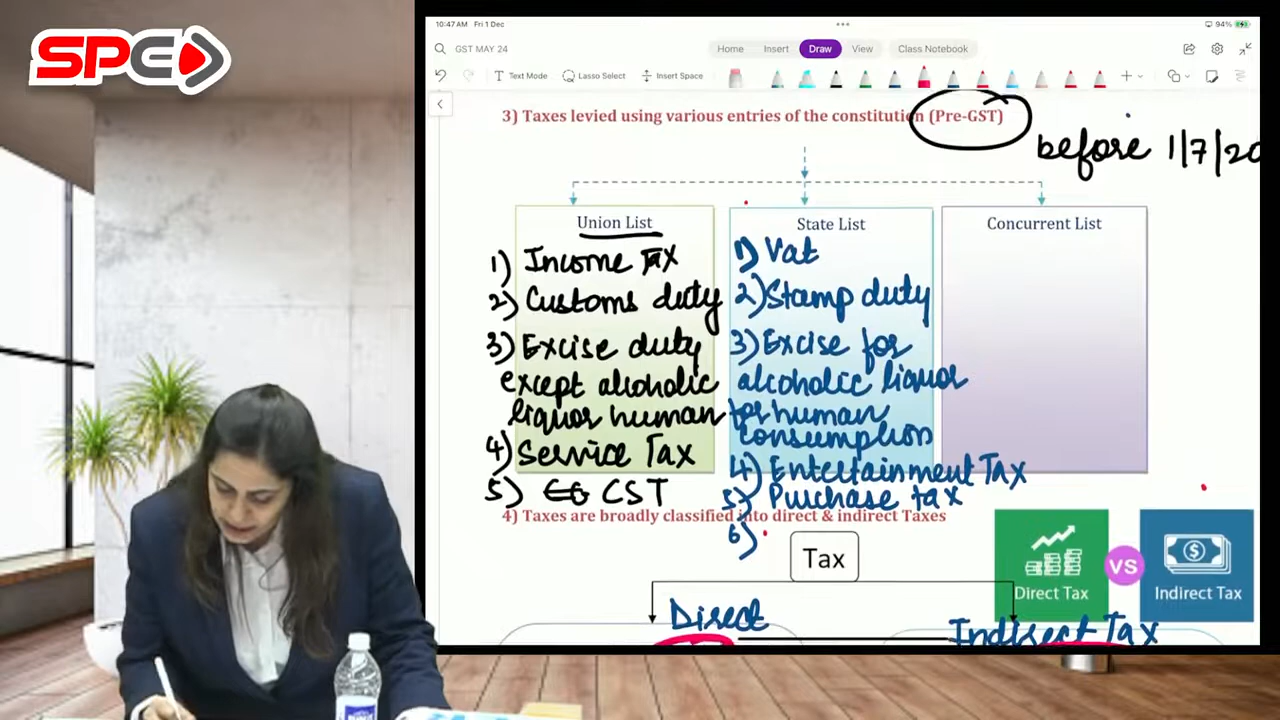 SPED
10:47 AM Fri 1 Dec
94%
GST MAY 24
Home Insert Draw View Class Notebook
Text Mode Lasso Select Insert Space
3) Taxes levied using various entries of the constitution (Pre-GST)
before 1/7/20
Union List
1) Income Tax
2) Customs duty
3) Excise duty
except alcoholic
liquor human
4) Service Tax
5) CST
State List
1) Vat
2) Stamp duty
3) Excise for
alcoholic liquor
for human
consumption
4) Entertainment Tax
5) Purchase tax
6)
Concurrent List
4) Taxes are broadly classified into direct & indirect Taxes
Tax
Direct Tax
VS
Indirect Tax
Direct
Indirect Tax